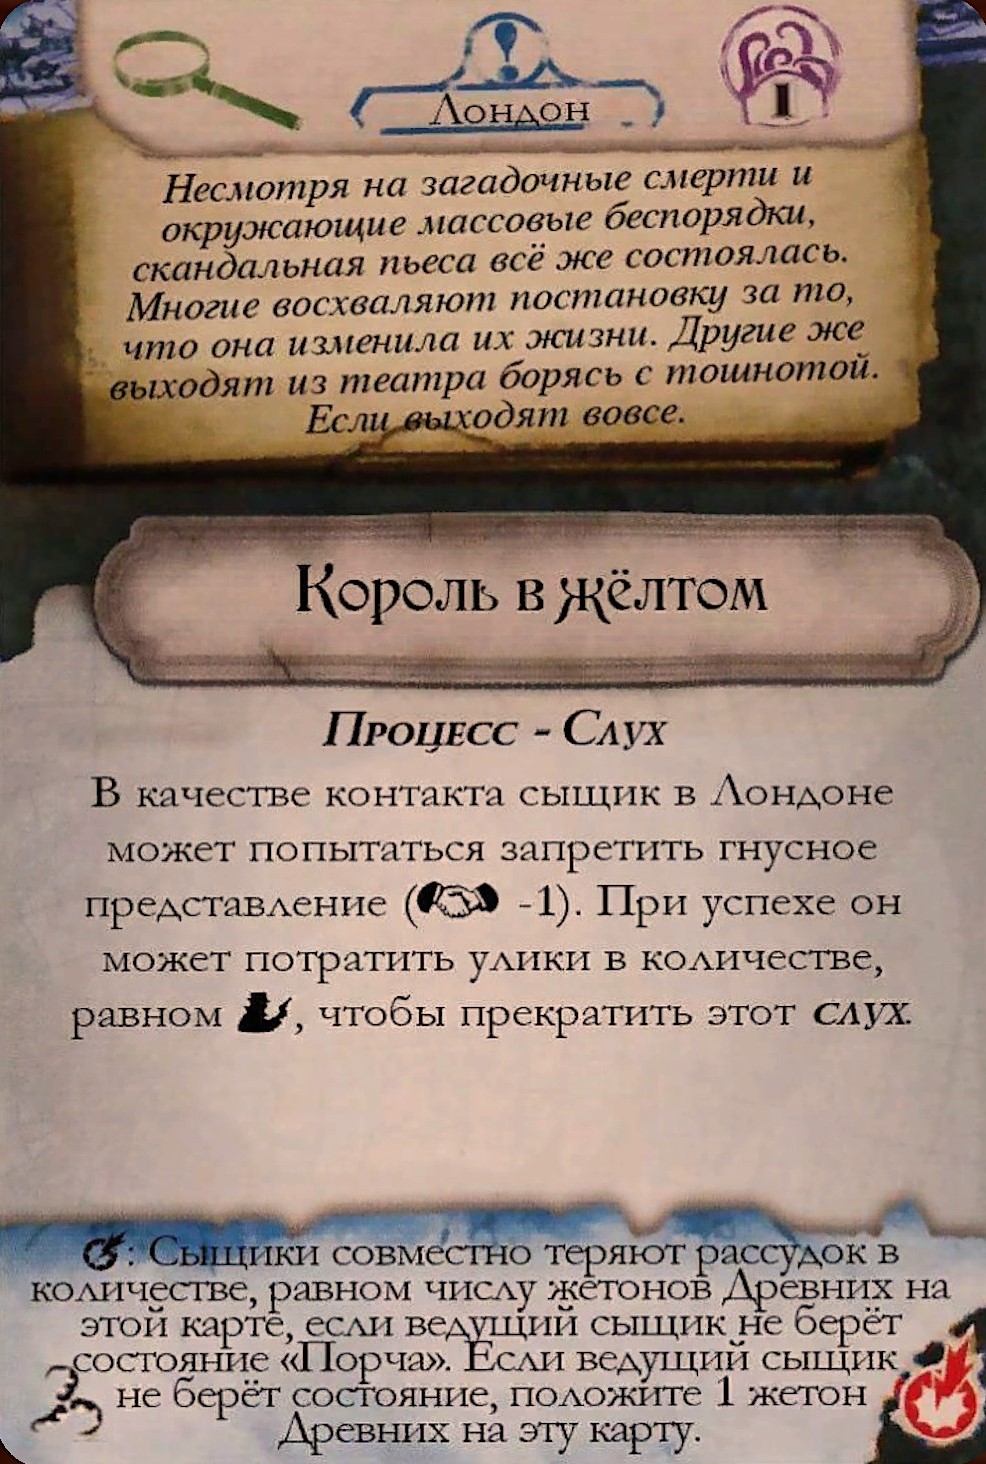 Лондон
I
Несмотря на загадочные смерти и
окружающие массовые беспорядки,
скандальная пьеса всё же состоялась.
Многие восхваляют постановку за то,
что она изменила их жизни. Другие же
выходят из театра борясь с тошнотой.
Если выходят вовсе.
Король в жёлтом
Процесс - Слух
В качестве контакта сыщик в Лондоне
может попытаться запретить гнусное
представление ( -1). При успехе он
может потратить улики в количестве,
равном , чтобы прекратить этот слух.
: Сыщики совместно теряют рассудок в
количестве, равном числу жетонов Древних на
этой карте, если ведущий сыщик не берёт
состояние «Порча». Если ведущий сыщик
не берёт состояние, положите 1 жетон
Древних на эту карту.